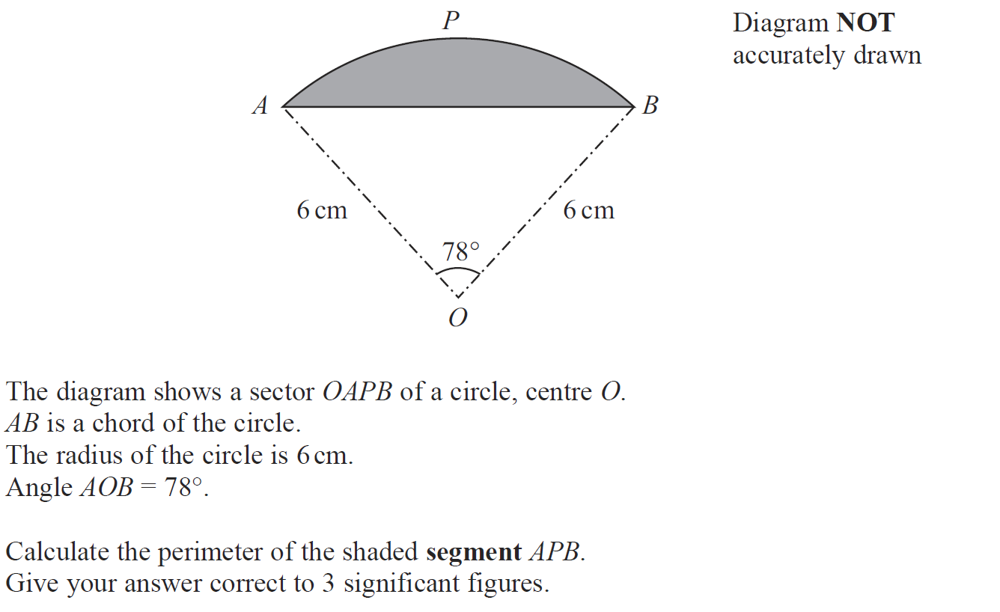 P
Diagram NOT
accurately drawn
A
B
6 cm
6 cm
78°
O
The diagram shows a sector OAPB of a circle, centre O.
AB is a chord of the circle.
The radius of the circle is 6 cm.
Angle AOB = 78°.
Calculate the perimeter of the shaded segment APB.
Give your answer correct to 3 significant figures.